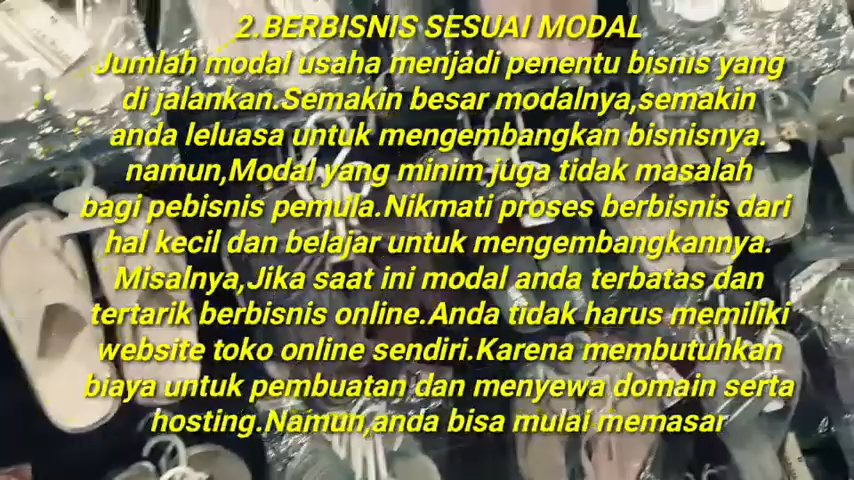 2.BERBISNIS SESUAI MODAL
Jumlah modal usaha menjadi penentu bisnis yang
di jalankan.Semakin besar modalnya,semakin
anda leluasa untuk mengembangkan bisnisnya.
namun,Modal yang minim juga tidak masalah
bagi pebisnis pemula.Nikmati proses berbisnis dari
hal kecil dan belajar untuk mengembangkannya.
Misalnya,Jika saat ini modal anda terbatas dan
tertarik berbisnis online.Anda tidak harus memiliki
website toko online sendiri.Karena membutuhkan
biaya untuk pembuatan dan menyewa domain serta
hosting.Namun,anda bisa mulai memasar